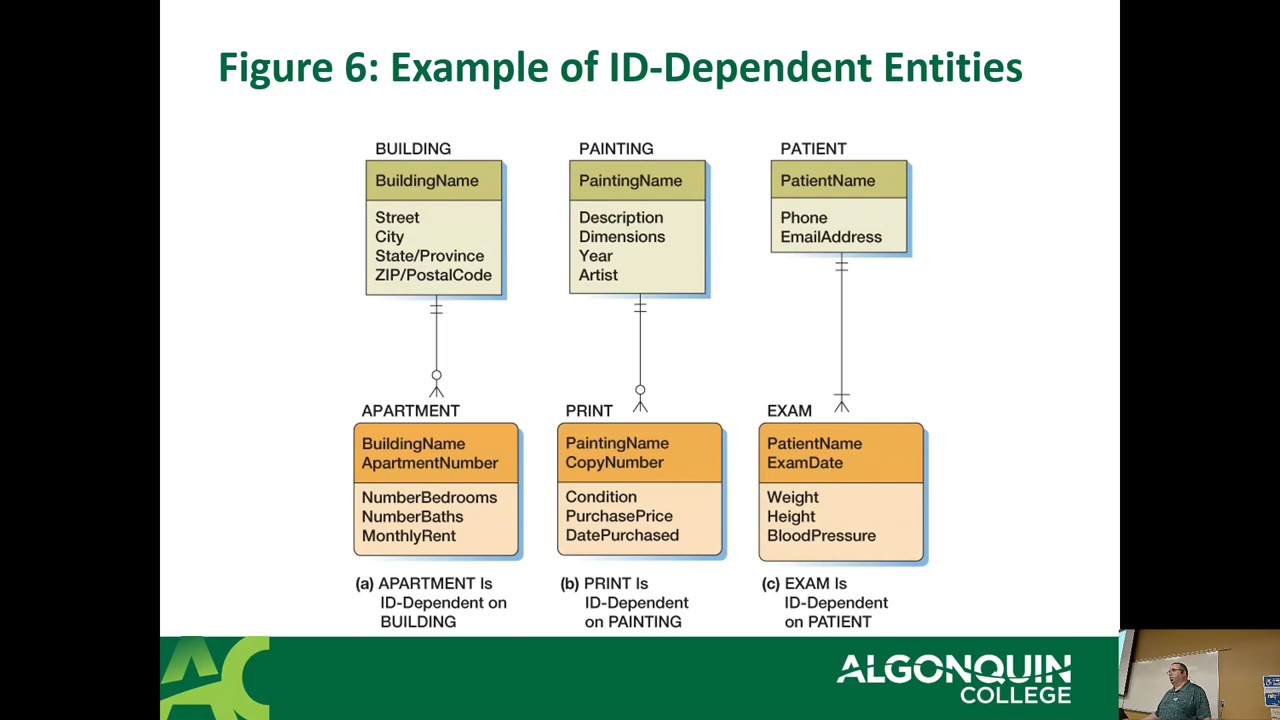 Figure 6: Example of ID-Dependent Entities
BUILDING
BuildingName
Street
City
State/Province
ZIP/PostalCode
APARTMENT
BuildingName
ApartmentNumber
NumberBedrooms
NumberBaths
MonthlyRent
(a) APARTMENT Is
ID-Dependent on
BUILDING
PAINTING
PaintingName
Description
Dimensions
Year
Artist
PRINT
PaintingName
CopyNumber
Condition
PurchasePrice
DatePurchased
(b) PRINT Is
ID-Dependent
on PAINTING
PATIENT
PatientName
Phone
EmailAddress
EXAM
PatientName
ExamDate
Weight
Height
BloodPressure
(c) EXAM Is
ID-Dependent
on PATIENT
AC
ALGONQUIN
COLLEGE